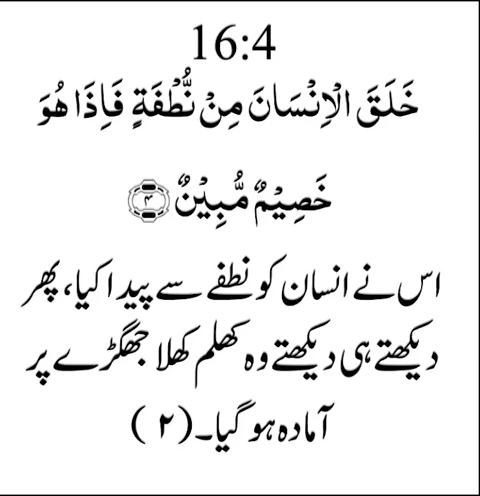 16:4
خَلَقَ الۡاِنۡسَانَ مِنۡ نُّطۡفَةٍ فَاِذَا هُوَ
خَصِيۡمٌ مُّبِيۡنٌ ۴
اس نے انسان کو نطفے سے پیدا کیا، پھر
دیکھتے ہی دیکھتے وہ کھلم کھلا جھگڑے پر
آمادہ ہو گیا۔ (۲)